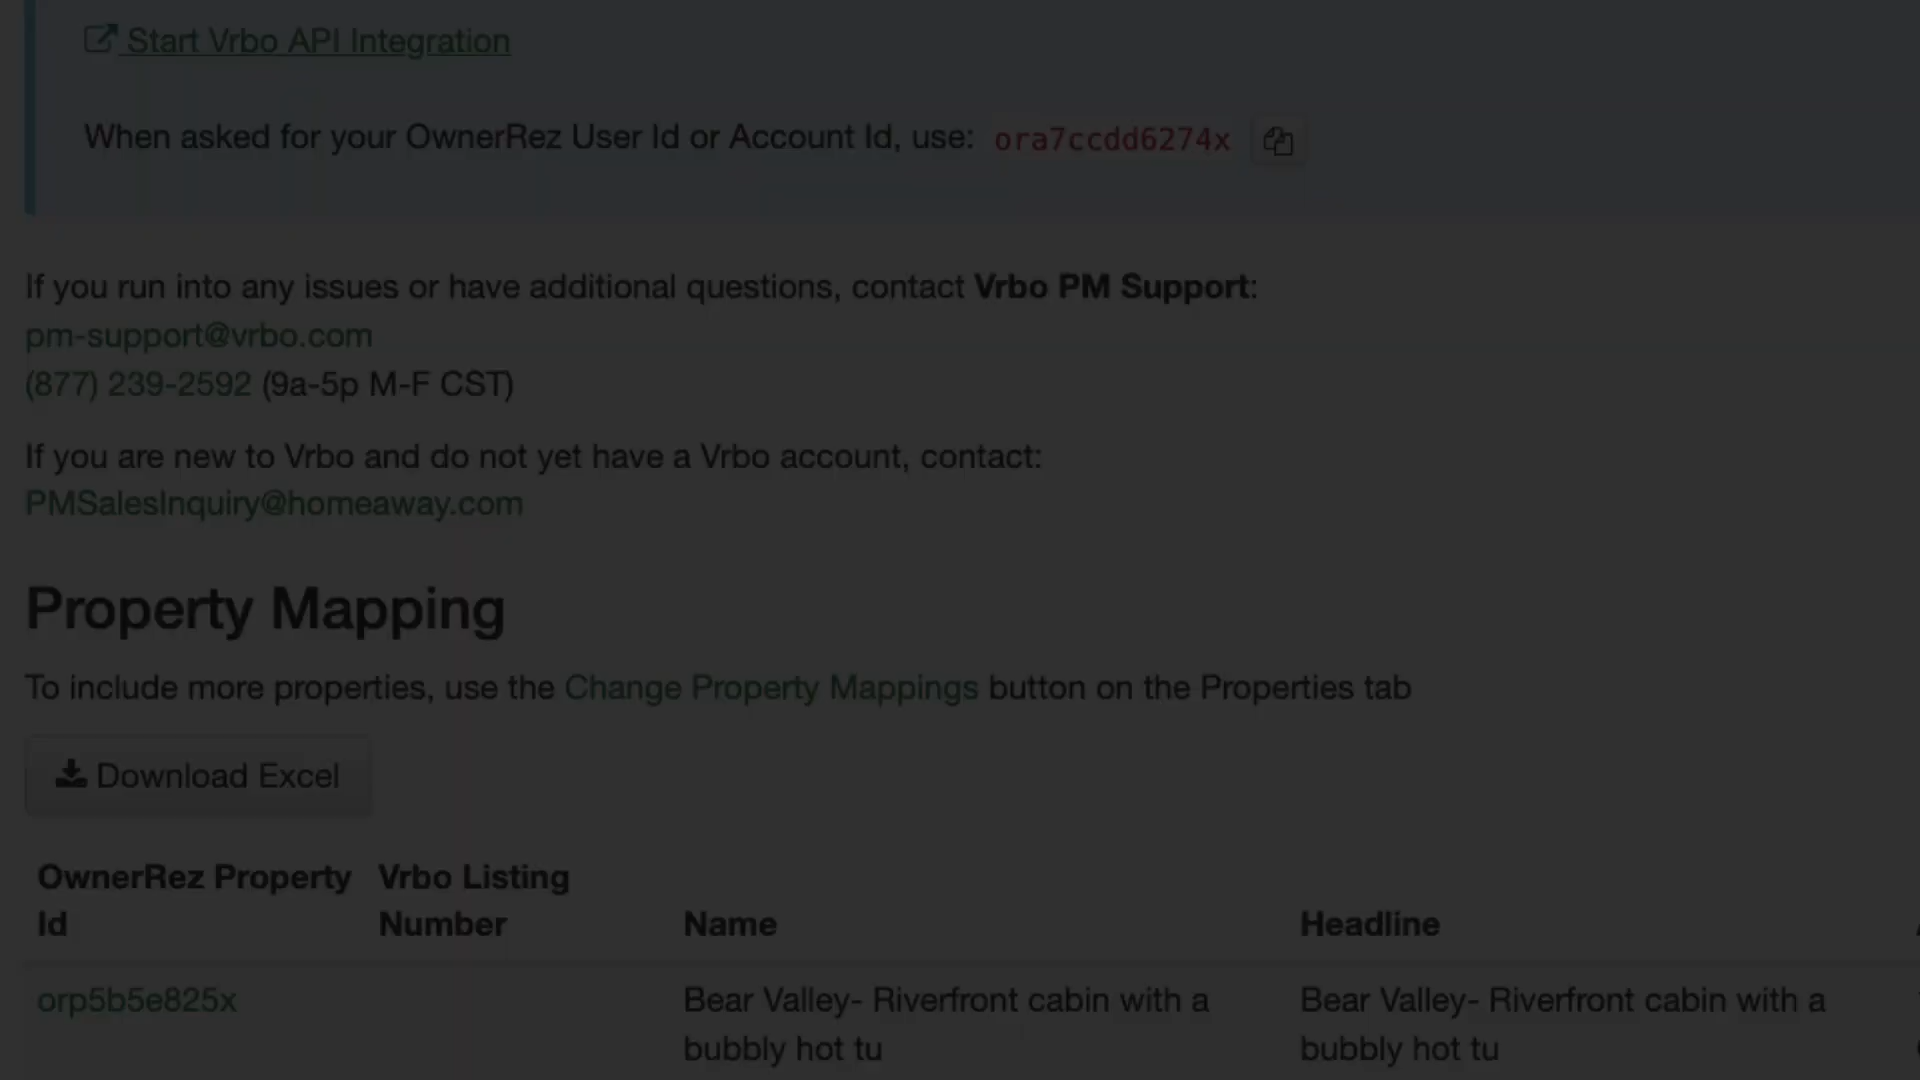 Start Vrbo API Integration
When asked for your OwnerRez User Id or Account Id, use: ora7ccdd6274x
If you run into any issues or have additional questions, contact Vrbo PM Support:
pm-support@vrbo.com
(877) 239-2592 (9a-5p M-F CST)
If you are new to Vrbo and do not yet have a Vrbo account, contact:
PMSalesInquiry@homeaway.com
Property Mapping
To include more properties, use the Change Property Mappings button on the Properties tab
Download Excel
OwnerRez Property Id
Vrbo Listing Number
Name
Headline
orp5b5e825x
Bear Valley- Riverfront cabin with a
bubbly hot tu
Bear Valley- Riverfront cabin with a
bubbly hot tu